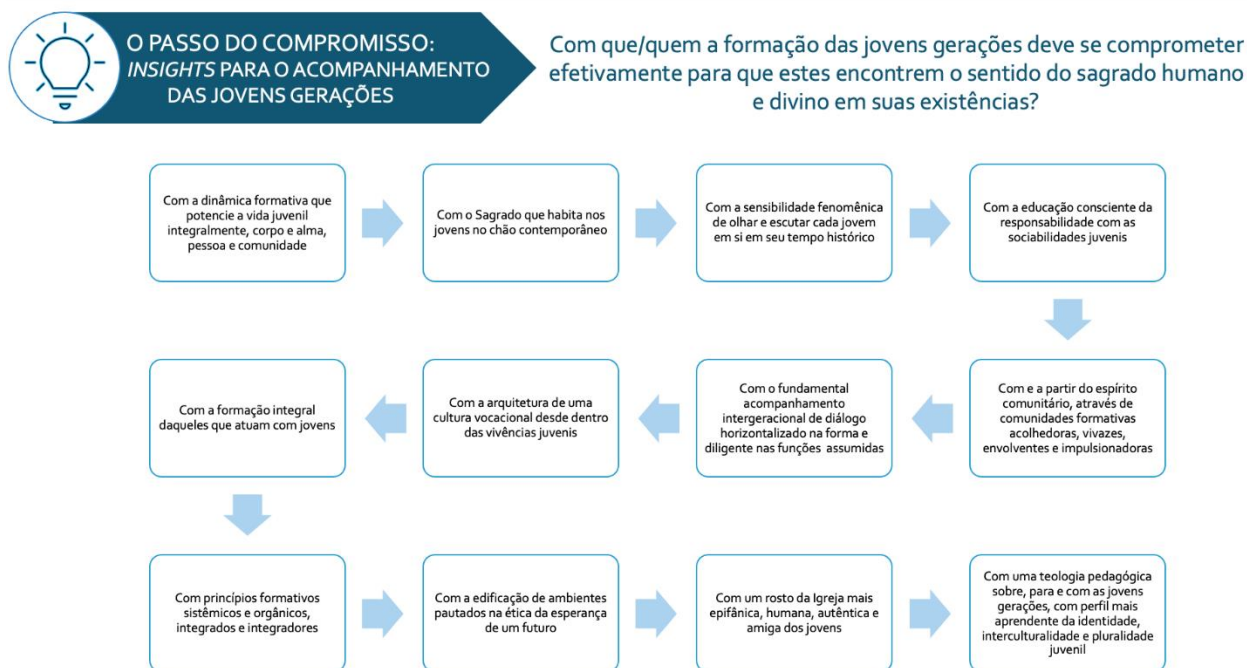 O PASSO DO COMPROMISSO:
INSIGHTS PARA O ACOMPANHAMENTO
DAS JOVENS GERAÇÕES
Com que/quem a formação das jovens gerações deve se comprometer
efetivamente para que estes encontrem o sentido do sagrado humano
e divino em suas existências?
Com a dinâmica formativa que
potencie a vida juvenil
integralmente, corpo e alma,
pessoa e comunidade
Com o Sagrado que habita nos
jovens no chão contemporâneo
Com a sensibilidade fenomênica
de olhar e escutar cada jovem
em si em seu tempo histórico
Com a educação consciente da
responsabilidade com as
sociabilidades juvenis
Com e a partir do espírito
comunitário, através de
comunidades formativas
acolhedoras, vivazes,
envolventes e impulsionadoras
Com o fundamental
acompanhamento
intergeracional de diálogo
horizontalizado na forma e
diligente nas funções assumidas
Com a arquitetura de uma
cultura vocacional desde dentro
das vivências juvenis
Com a formação integral
daqueles que atuam com jovens
Com princípios formativos
sistêmicos e orgânicos,
integrados e integradores
Com a edificação de ambientes
pautados na ética da esperança
de um futuro
Com um rosto da Igreja mais
epifânica, humana, autêntica e
amiga dos jovens
Com uma teologia pedagógica
sobre, para e com as jovens
gerações, com perfil mais
aprendente da identidade,
interculturalidade e pluralidade
juvenil